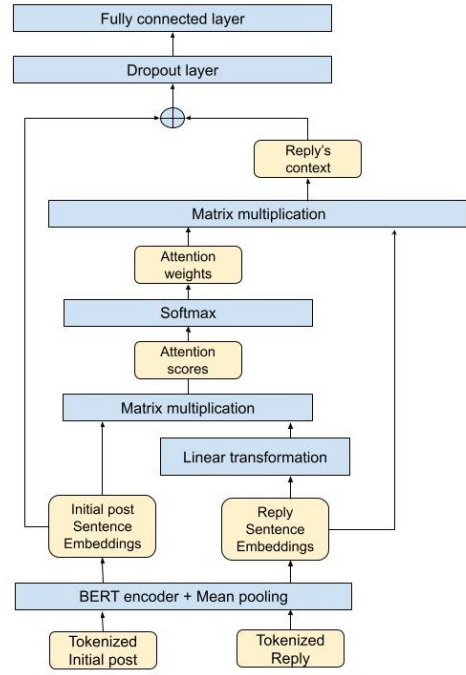 Fully connected layer
Dropout layer
Reply's
context
Matrix multiplication
Attention
weights
Softmax
Attention
scores
Matrix multiplication
Linear transformation
Initial post
Sentence
Embeddings
Reply
Sentence
Embeddings
BERT encoder + Mean pooling
Tokenized
Initial post
Tokenized
Reply